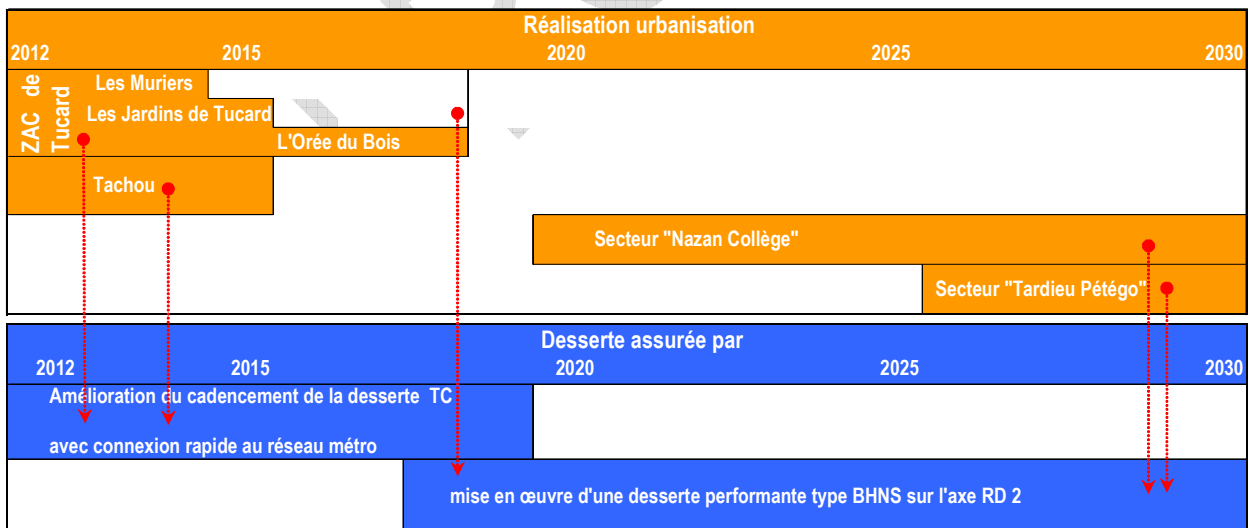 Réalisation urbanisation
2012 2015 2020 2025 2030
ZAC de
Tucard
Les Muriers
Les Jardins de Tucard
L'Orée du Bois
Tachou
Secteur "Nazan Collège"
Secteur "Tardieu Pétégo"
Desserte assurée par
2012 2015 2020 2025 2030
Amélioration du cadencement de la desserte TC
avec connexion rapide au réseau métro
mise en œuvre d'une desserte performante type BHNS sur l'axe RD 2